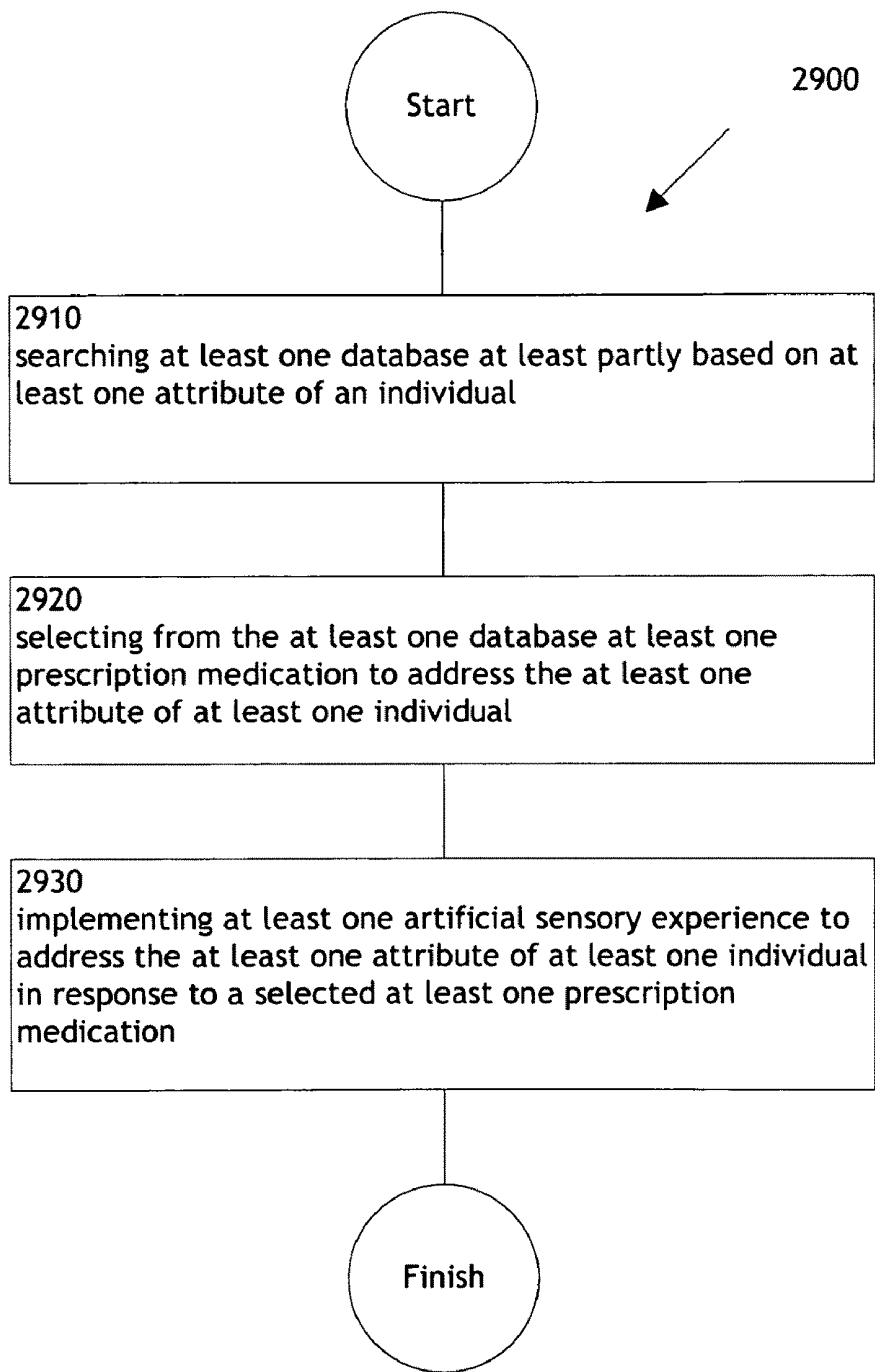 Start
2900
2910
searching at least one database at least partly based on at
least one attribute of an individual
2920
selecting from the at least one database at least one
prescription medication to address the at least one
attribute of at least one individual
2930
implementing at least one artificial sensory experience to
address the at least one attribute of at least one individual
in response to a selected at least one prescription
medication
Finish